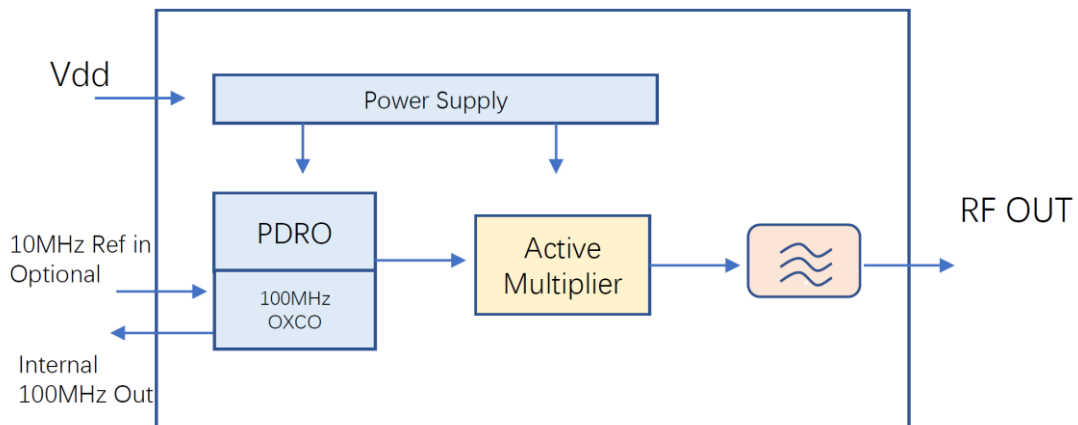 Vdd
Power Supply
PDRO
10MHz Ref in
Optional
100MHz
OXCO
Internal
100MHz Out
Active
Multiplier
RF OUT